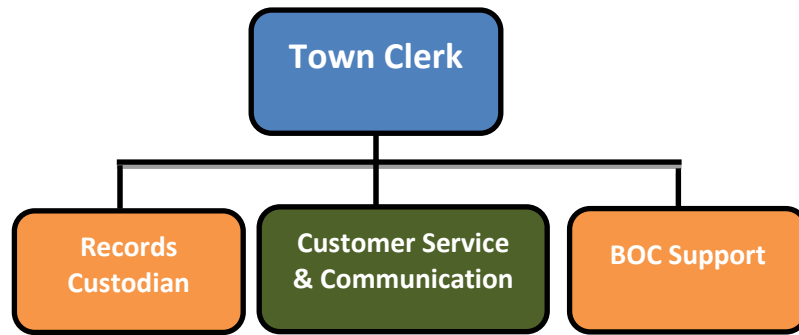 Town Clerk
Records
Custodian
Customer Service
& Communication
BOC Support